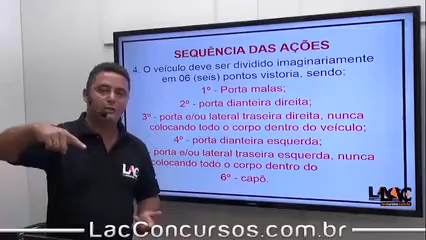 SEQUÊNCIA DAS AÇÕES
4. O veículo deve ser dividido imaginariamente
em 06 (seis) pontos vistoria, sendo:
1º - Porta malas;
2º - porta dianteira direita;
3º - porta e/ou lateral traseira direita, nunca
colocando todo o corpo dentro do veículo;
4º - porta dianteira esquerda;
porta e/ou lateral traseira esquerda, nunca
colocando todo o corpo dentro do
6º - capô.
LAC
LAC
LacConcursos.com.br